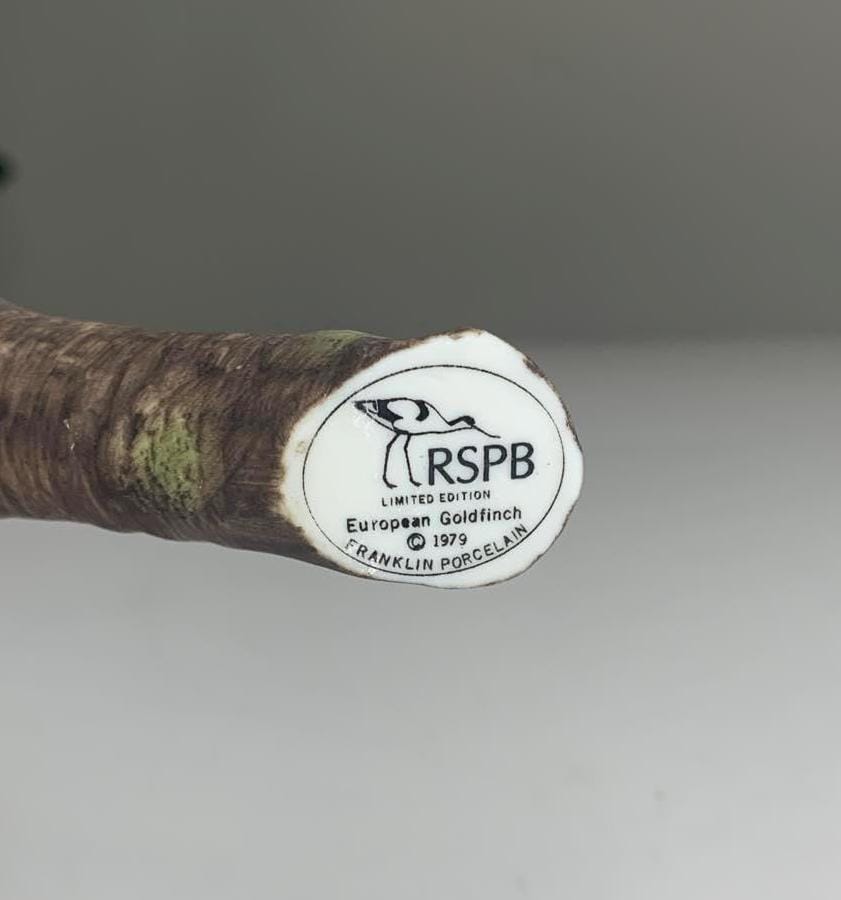 RSPB
LIMITED EDITION
European Goldfinch
© 1979
FRANKLIN PORCELAIN